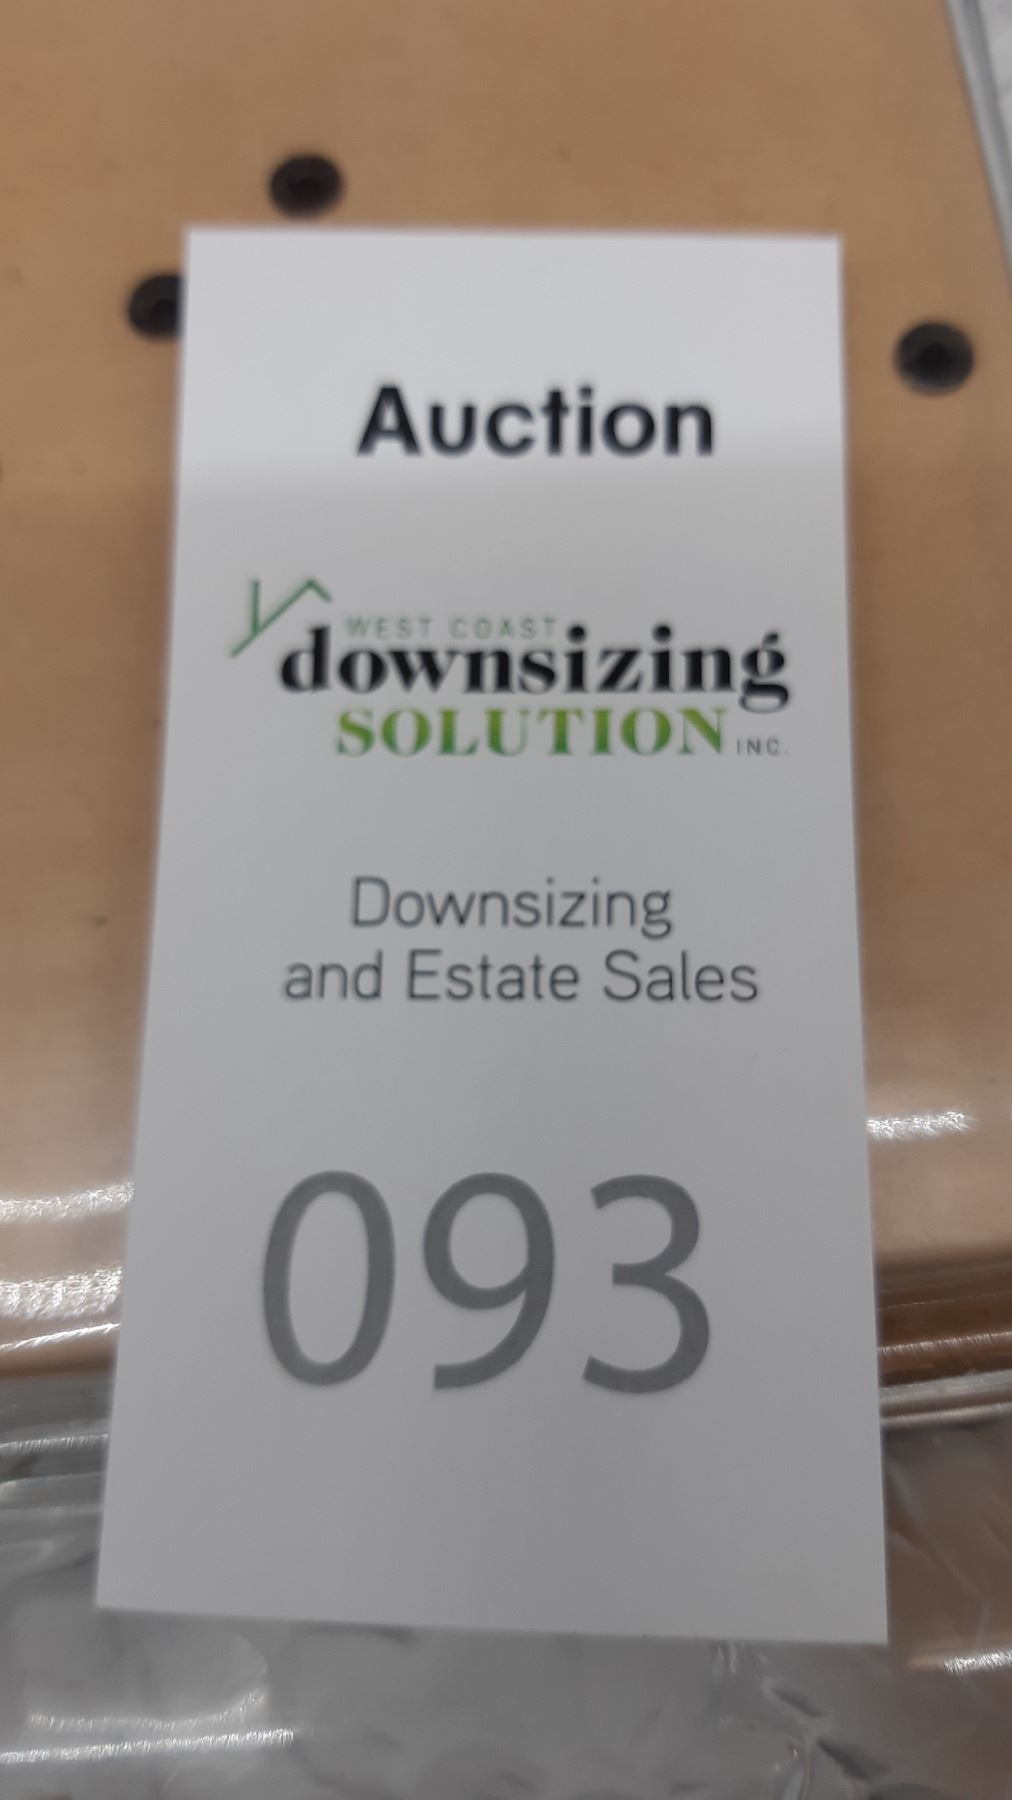 Auction
WEST COAST
downsizing
SOLUTION INC.
Downsizing
and Estate Sales
093